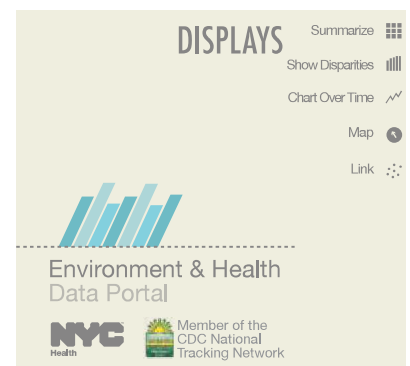 DISPLAYS
Summarize
Show Disparities
Chart Over Time
Map
Link
Environment & Health
Data Portal
NYC
Health
Member of the
CDC National
Tracking Network